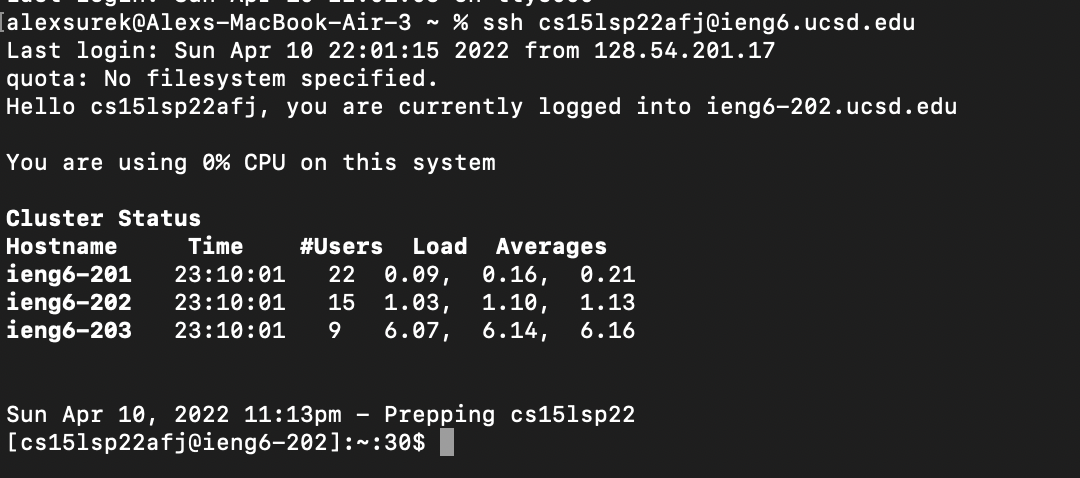 alexsurek@Alexs-MacBook-Air-3 ~ % ssh cs15lsp22afj@ieng6.ucsd.edu
Last login: Sun Apr 10 22:01:15 2022 from 128.54.201.17
quota: No filesystem specified.
Hello cs15lsp22afj, you are currently logged into ieng6-202.ucsd.edu
You are using 0% CPU on this system
Cluster Status
Hostname Time #Users Load Averages
ieng6-201 23:10:01 22 0.09, 0.16, 0.21
ieng6-202 23:10:01 15 1.03, 1.10, 1.13
ieng6-203 23:10:01 9 6.07, 6.14, 6.16
Sun Apr 10, 2022 11:13pm - Prepping cs15lsp22
[cs15lsp22afj@ieng6-202]:~:30$